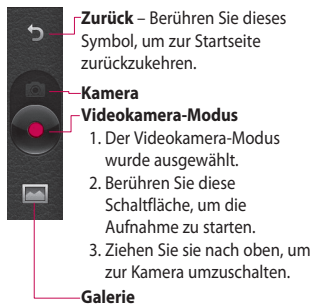 Zurück – Berühren Sie dieses
Symbol, um zur Startseite
zurückzukehren.
Kamera
Videokamera-Modus
1. Der Videokamera-Modus
wurde ausgewählt.
2. Berühren Sie diese
Schaltfläche, um die
Aufnahme zu starten.
3. Ziehen Sie sie nach oben, um
zur Kamera umzuschalten.
Galerie